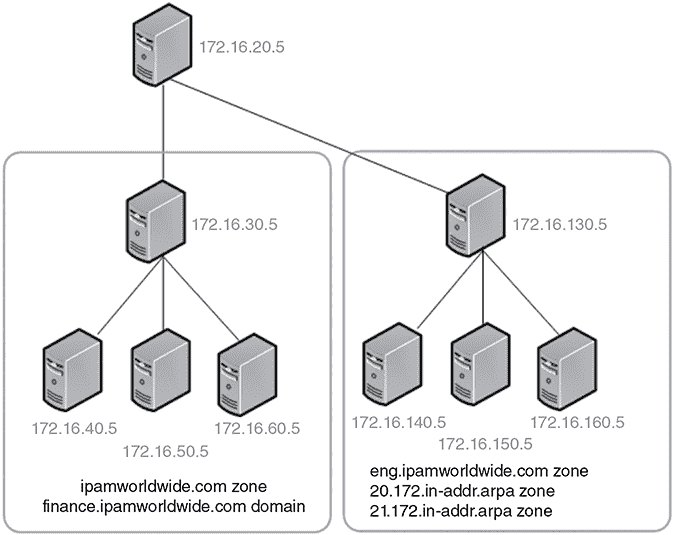 172.16.20.5
172.16.30.5
172.16.130.5
172.16.40.5
172.16.50.5
172.16.60.5
172.16.140.5
172.16.150.5
172.16.160.5
ipamworldwide.com zone
finance.ipamworldwide.com domain
eng.ipamworldwide.com zone
20.172.in-addr.arpa zone
21.172.in-addr.arpa zone